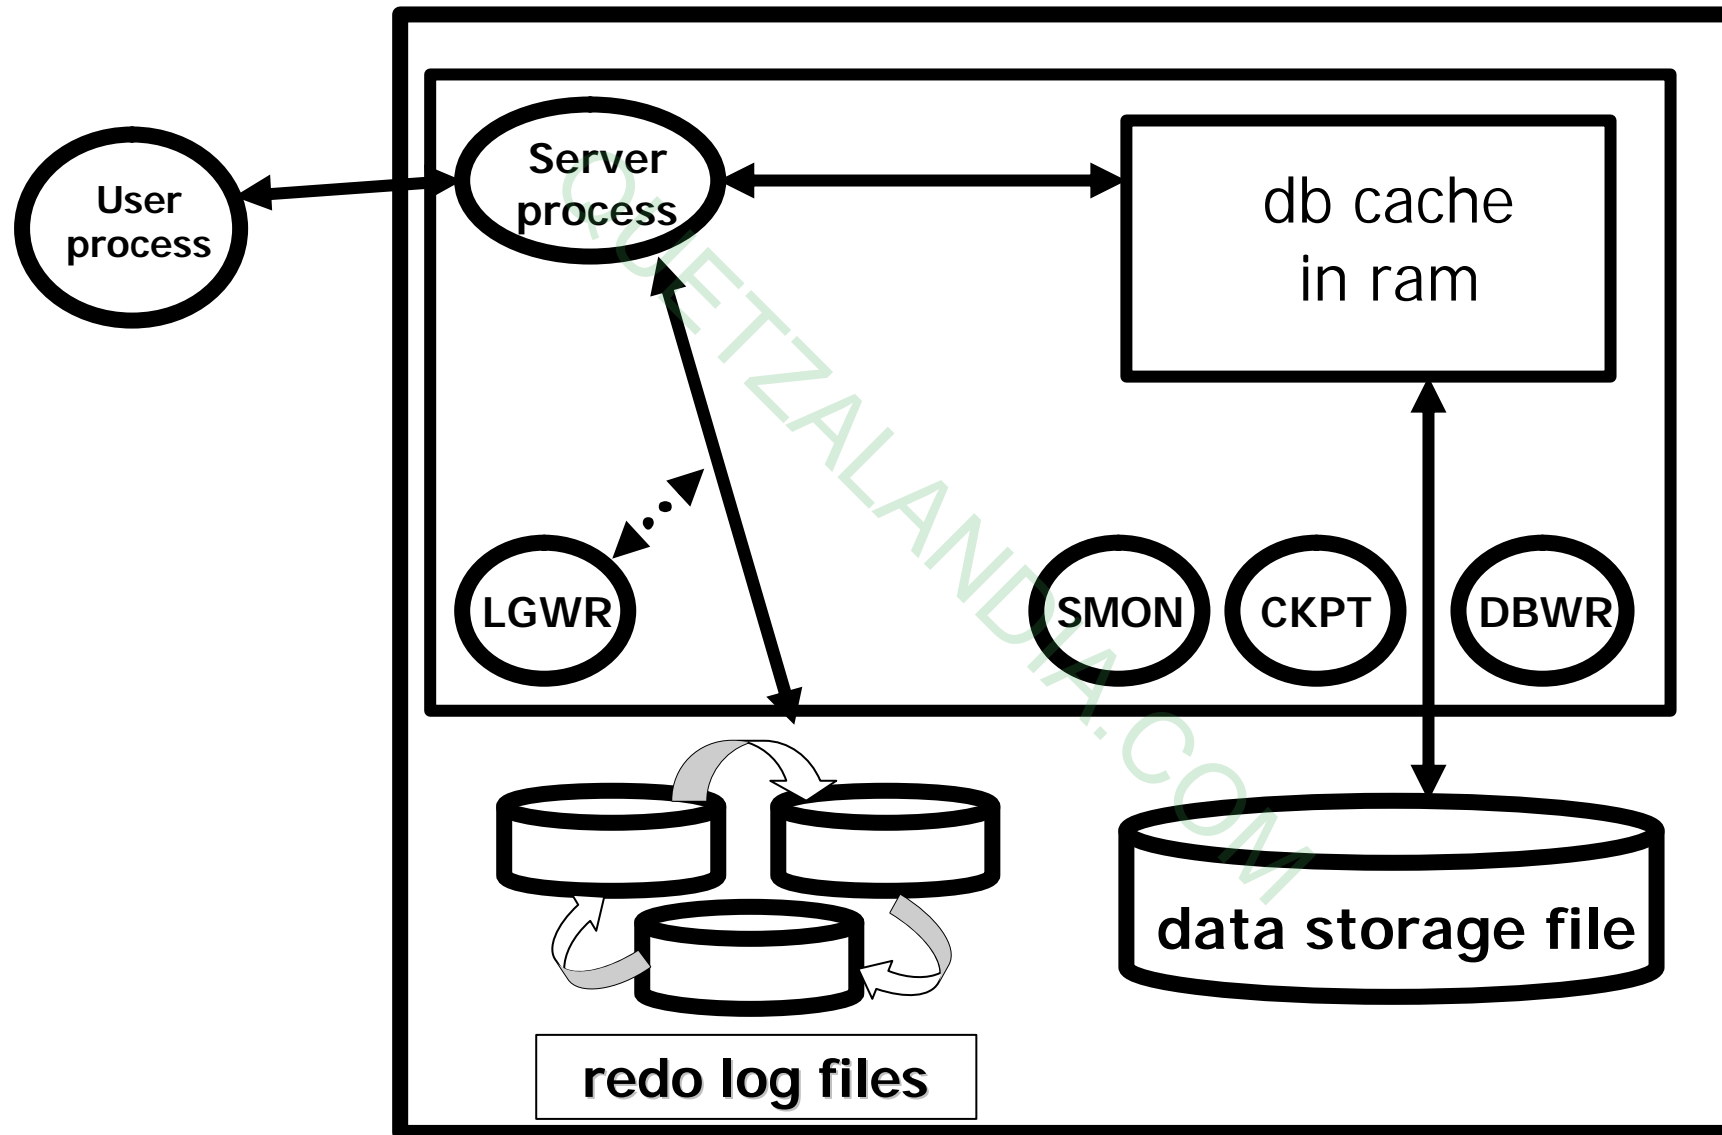 User
process
Server
process
db cache
in ram
LGWR
SMON
CKPT
DBWR
data storage file
redo log files
QUETZALANDIA.COM